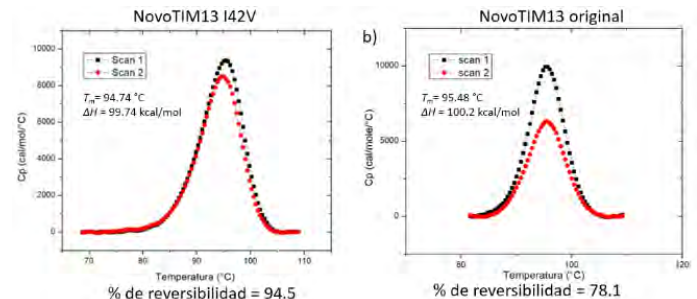 NovoTIM13 I42V
Cp (cal/mol/°C)
10000
8000
6000
4000
2000
0
Scan 1
Scan 2
Tm= 94.74 °C
ΔH = 99.74 kcal/mol
70
80
90
100
110
Temperatura (°C)
% de reversibilidad = 94.5
b)
NovoTIM13 original
Cp (cal/mole/°C)
10000
5000
0
scan 1
scan 2
Tm= 95.48 °C
ΔH = 100.2 kcal/mol
100
120
Temperatura (°C)
% de reversibilidad = 78.1